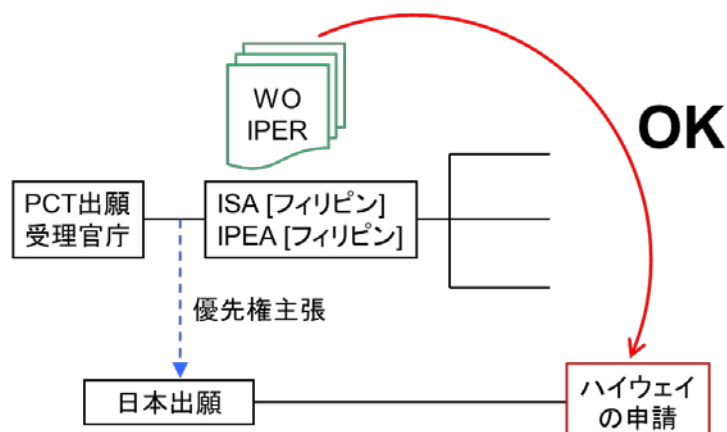 WO
IPER
OK
PCT出願
受理官庁
ISA [フィリピン]
IPEA [フィリピン]
優先権主張
日本出願
ハイウェイ
の申請